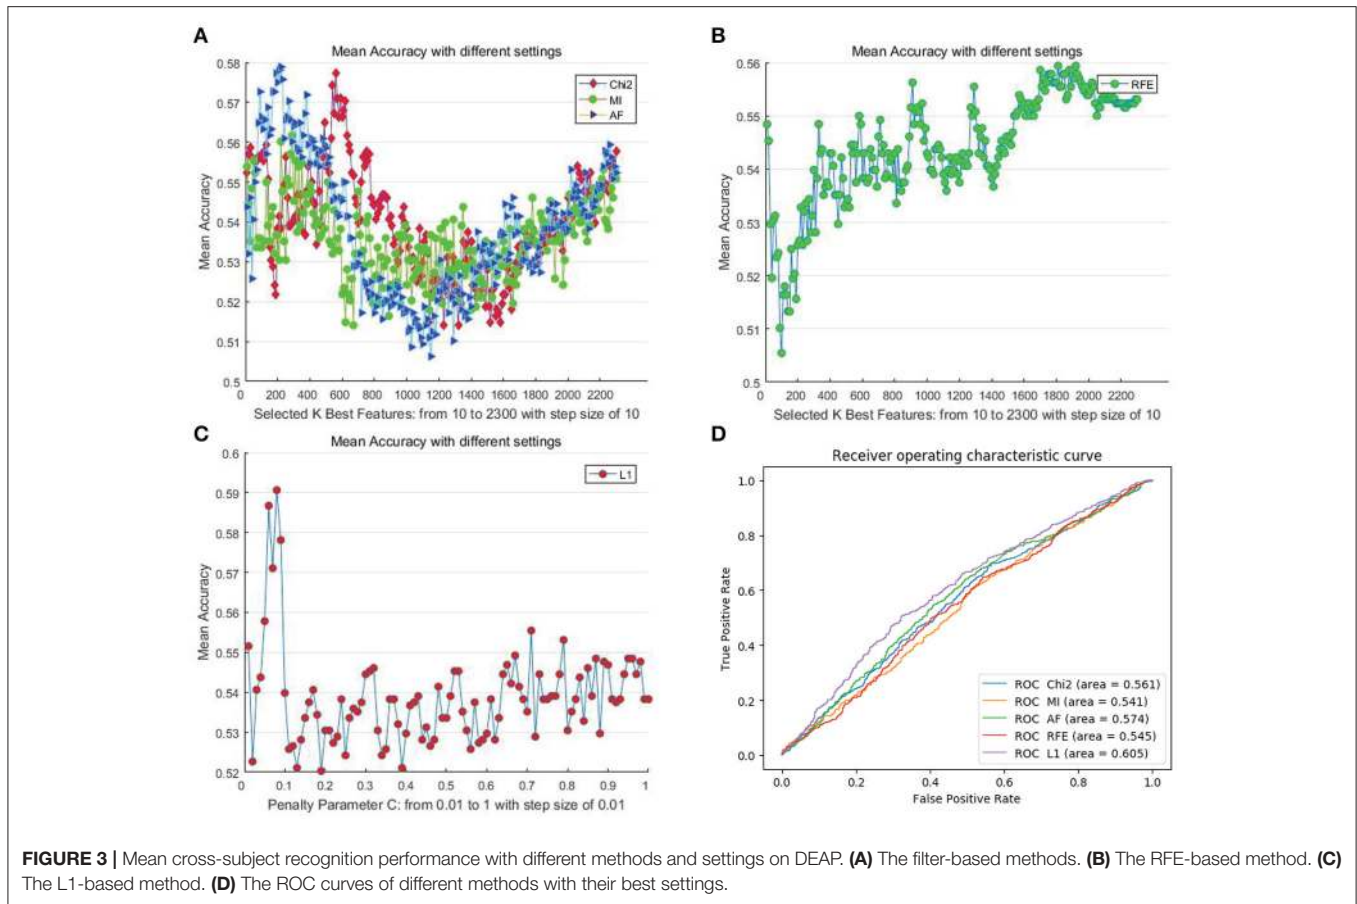 A
Mean Accuracy with different settings
0.58
0.57
0.56
0.55
0.54
0.53
0.52
0.51
0.5
Mean Accuracy
Chi2
MI
AF
0 200 400 600 800 1000 1200 1400 1600 1800 2000 2200
Selected K Best Features: from 10 to 2300 with step size of 10
B
Mean Accuracy with different settings
0.56
0.55
0.54
0.53
0.52
0.51
0.5
Mean Accuracy
RFE
0 200 400 600 800 1000 1200 1400 1600 1800 2000 2200
Selected K Best Features: from 10 to 2300 with step size of 10
C
Mean Accuracy with different settings
0.6
0.59
0.58
0.57
0.56
0.55
0.54
0.53
0.52
Mean Accuracy
L1
0 0.1 0.2 0.3 0.4 0.5 0.6 0.7 0.8 0.9 1
Penalty Parameter C: from 0.01 to 1 with step size of 0.01
D
Receiver operating characteristic curve
1.0
0.8
0.6
0.4
0.2
0.0
True Positive Rate
ROC Chi2 (area = 0.561)
ROC MI (area = 0.541)
ROC AF (area = 0.574)
ROC RFE (area = 0.545)
ROC L1 (area = 0.605)
0.0 0.2 0.4 0.6 0.8 1.0
False Positive Rate
FIGURE 3 | Mean cross-subject recognition performance with different methods and settings on DEAP. (A) The filter-based methods. (B) The RFE-based method. (C)
The L1-based method. (D) The ROC curves of different methods with their best settings.